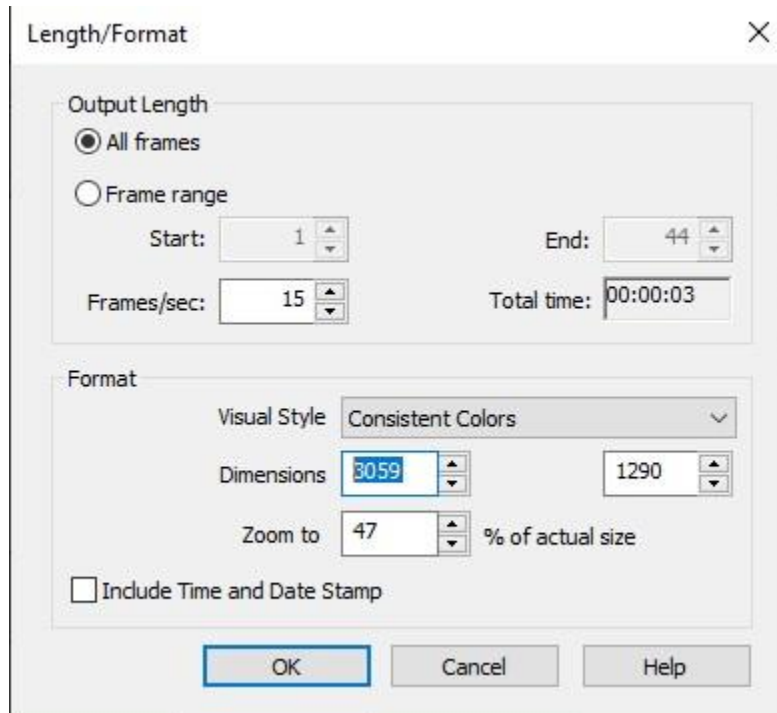 Length/Format
Output Length
All frames
Frame range
Start: 1 End: 44
Frames/sec: 15 Total time: 00:00:03
Format
Visual Style Consistent Colors
Dimensions 3059 1290
Zoom to 47 % of actual size
Include Time and Date Stamp
OK Cancel Help